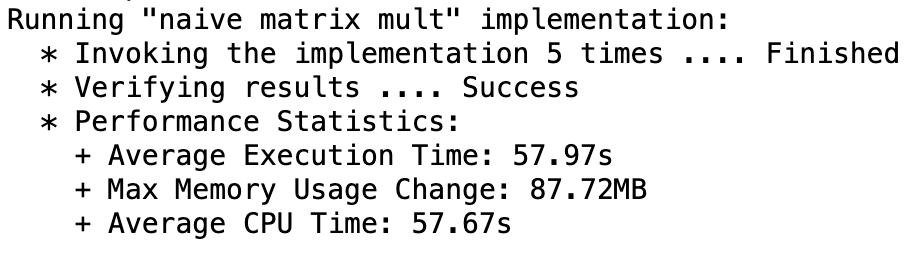 Running "naive matrix mult" implementation:
* Invoking the implementation 5 times .... Finished
* Verifying results .... Success
* Performance Statistics:
+ Average Execution Time: 57.97s
+ Max Memory Usage Change: 87.72MB
+ Average CPU Time: 57.67s